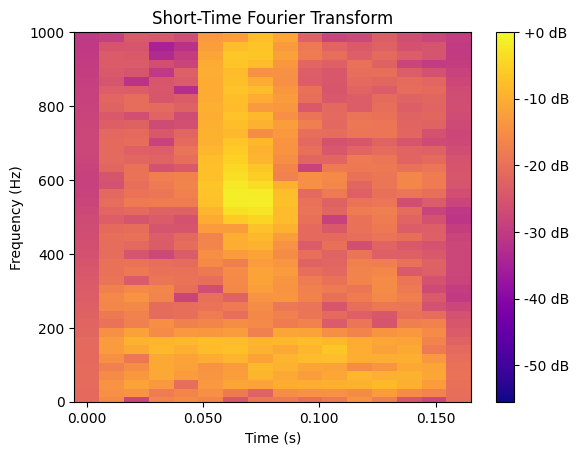 Short-Time Fourier Transform
1000
800
600
400
200
0
Frequency (Hz)
0.000
0.050
0.100
0.150
Time (s)
+0 dB
-10 dB
-20 dB
-30 dB
-40 dB
-50 dB